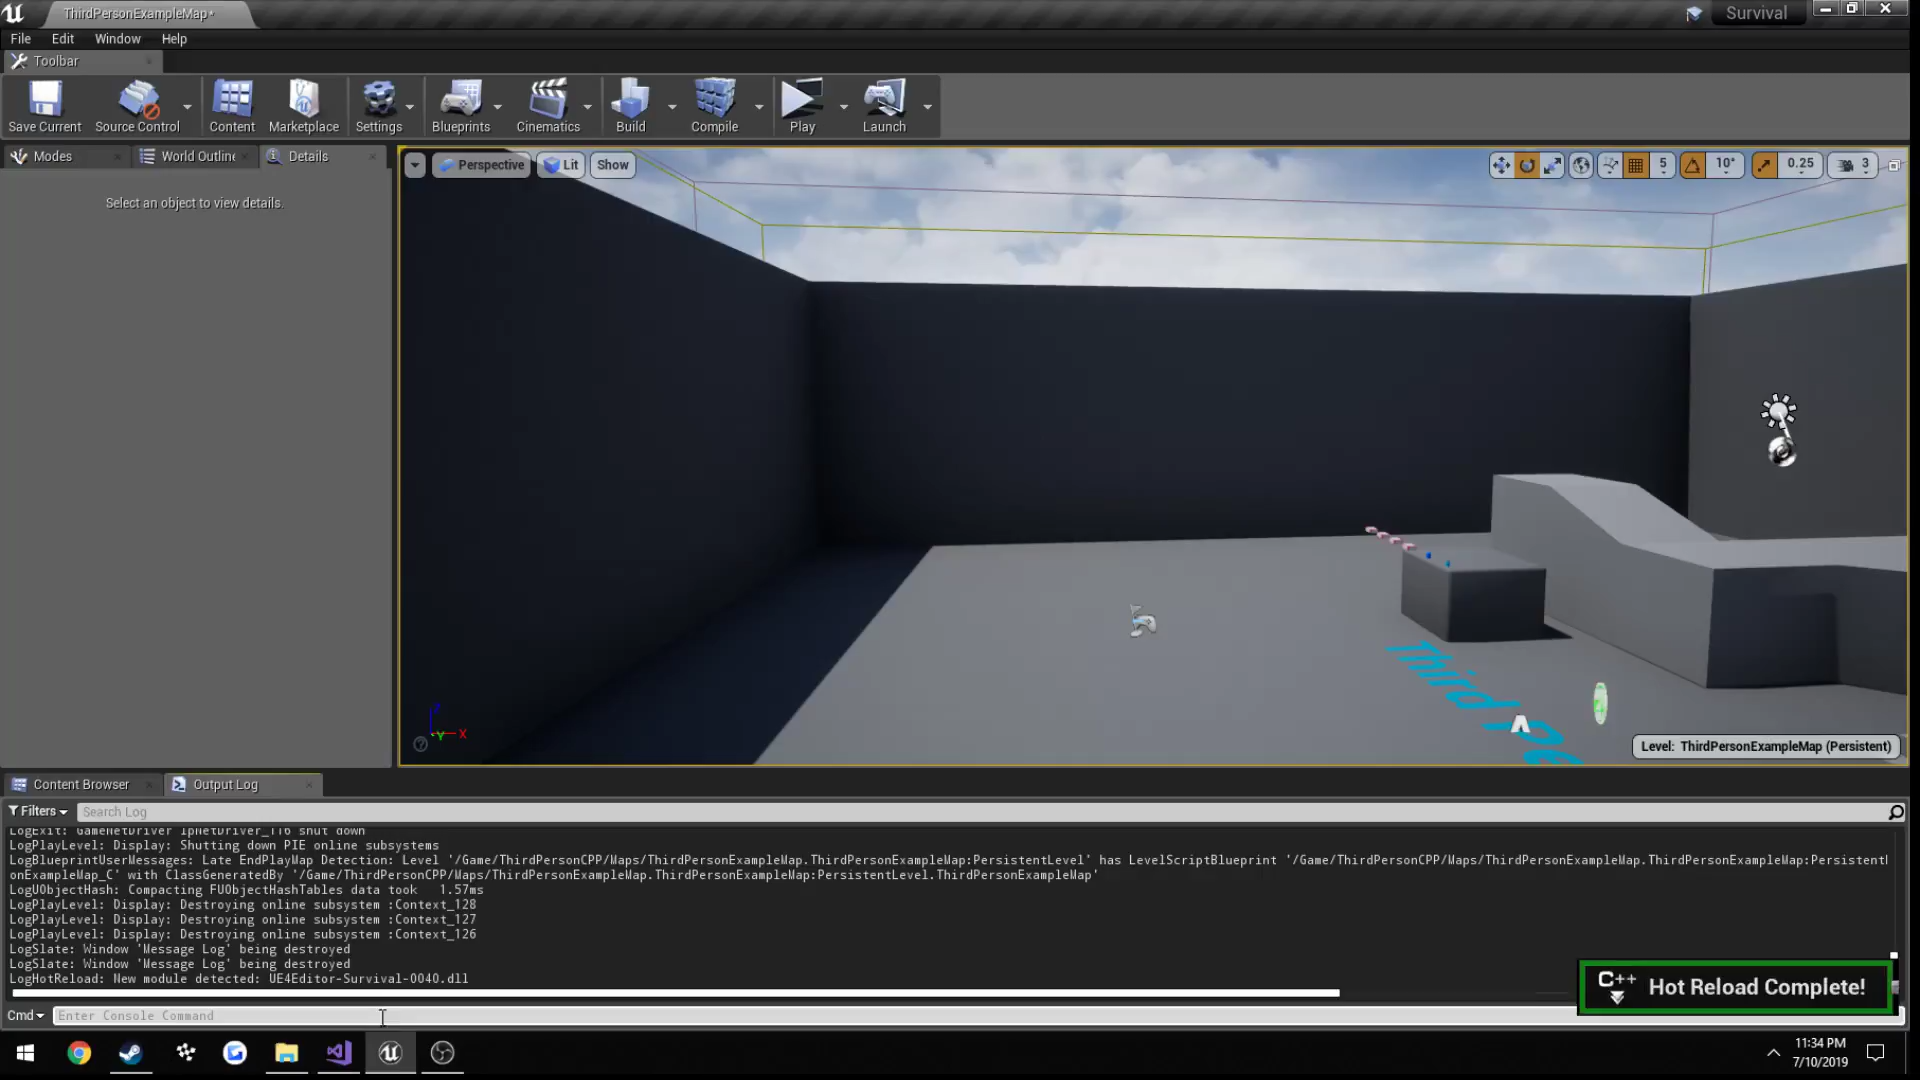 ThirdPersonExampleMap*
Survival
File Edit Window Help
Toolbar
Save Current Source Control Content Marketplace Settings Blueprints Cinematics Build Compile Play Launch
Modes World Outline Details
Perspective Lit Show
5 10° 0.25 3
Select an object to view details.
Third
X
Y
Level: ThirdPersonExampleMap (Persistent)
Content Browser Output Log
Filters Search Log
LogExit: GameNetDriver IpNetDriver_116 shut down
LogPlayLevel: Display: Shutting down PIE online subsystems
LogBlueprintUserMessages: Late EndPlayMap Detection: Level '/Game/ThirdPersonCPP/Maps/ThirdPersonExampleMap.ThirdPersonExampleMap:PersistentLevel' has LevelScriptBlueprint '/Game/ThirdPersonCPP/Maps/ThirdPersonExampleMap.ThirdPersonExampleMap:Persistentl
onExampleMap_C' with ClassGeneratedBy '/Game/ThirdPersonCPP/Maps/ThirdPersonExampleMap.ThirdPersonExampleMap:PersistentLevel.ThirdPersonExampleMap'
LogUObjectHash: Compacting FUObjectHashTables data took 1.57ms
LogPlayLevel: Display: Destroying online subsystem :Context_128
LogPlayLevel: Display: Destroying online subsystem :Context_127
LogPlayLevel: Display: Destroying online subsystem :Context_126
LogSlate: Window 'Message Log' being destroyed
LogSlate: Window 'Message Log' being destroyed
LogHotReload: New module detected: UE4Editor-Survival-0040.dll
C++ Hot Reload Complete!
Cmd Enter Console Command
11:34 PM
7/10/2019